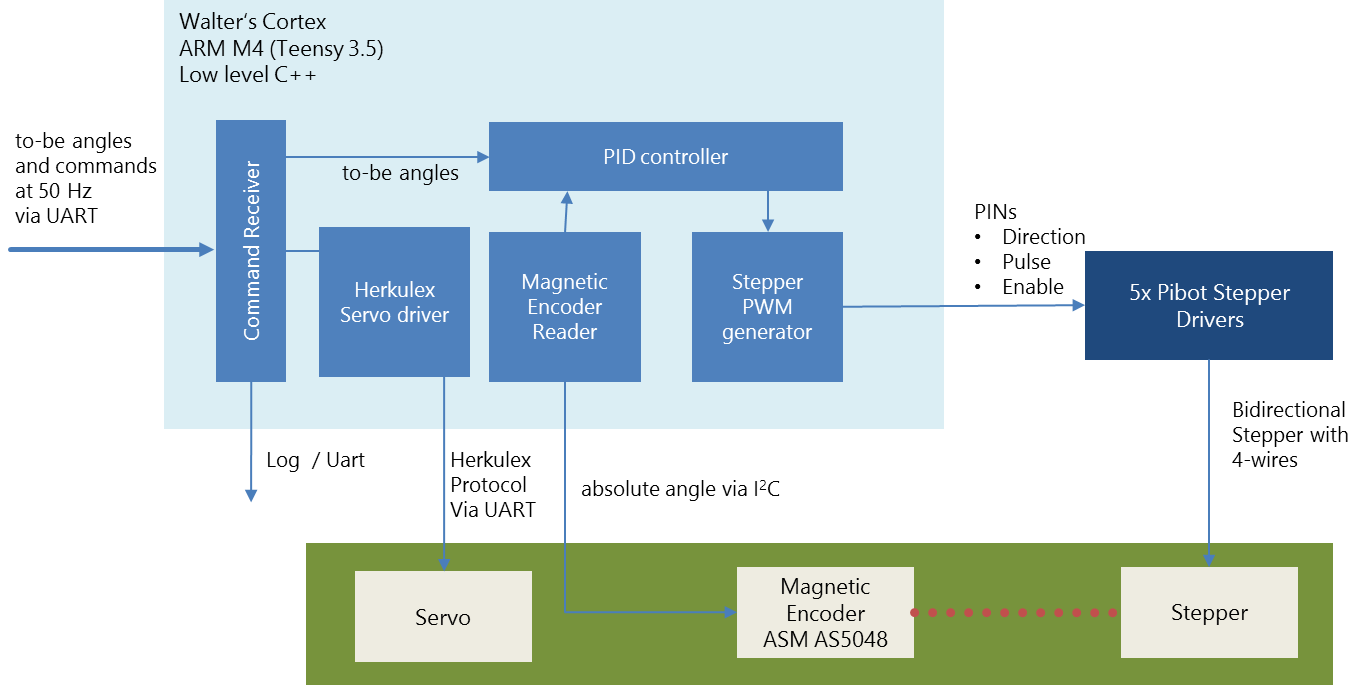 Walter's Cortex
ARM M4 (Teensy 3.5)
Low level C++
to-be angles
and commands
at 50 Hz
via UART
Command Receiver
to-be angles
PID controller
Herkulex
Servo driver
Magnetic
Encoder
Reader
Stepper
PWM
generator
PINs
• Direction
• Pulse
• Enable
5x Pibot Stepper
Drivers
Log / Uart
Herkulex
Protocol
Via UART
absolute angle via I²C
Bidirectional
Stepper with
4-wires
Servo
Magnetic
Encoder
ASM AS5048
Stepper